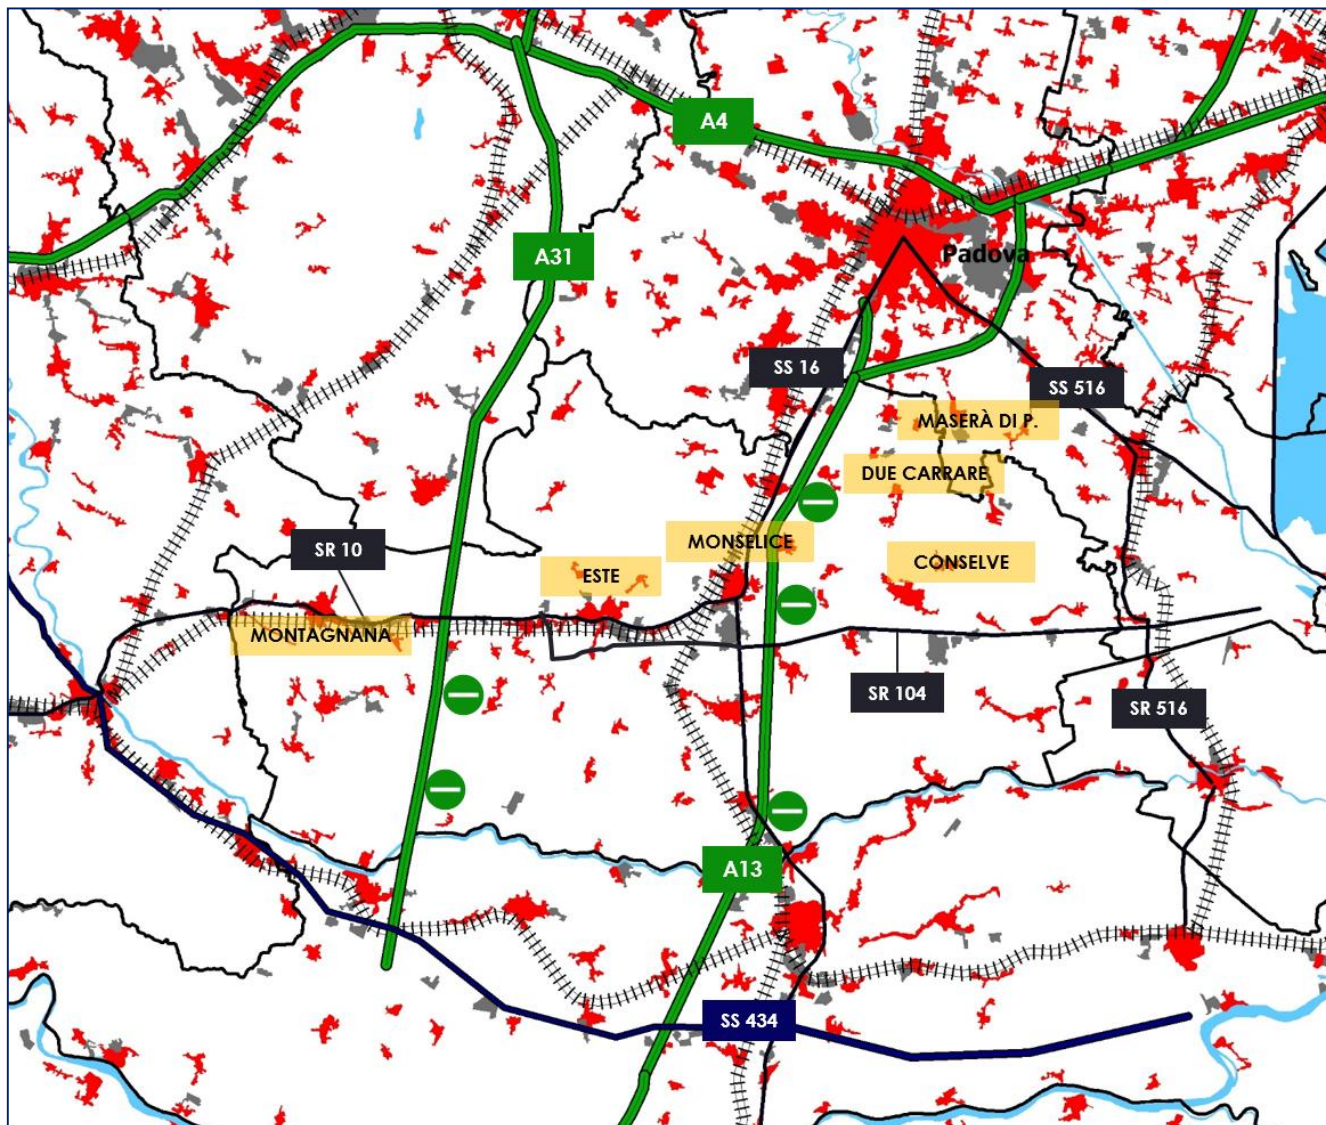 A4
Padova
A31
SS 16
SS 516
MASERÀ DI P.
DUE CARRARE
MONSELICE
SR 10
CONSELVE
ESTE
MONTAGNANA
SR 104
SR 516
A13
SS 434